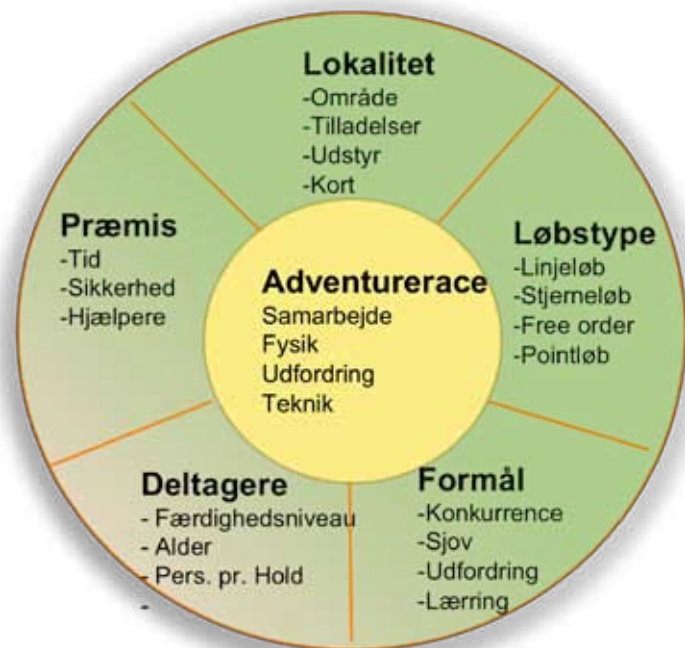 Lokalitet
-Område
-Tilladelser
-Udstyr
-Kort
Præmis
-Tid
-Sikkerhed
-Hjælpere
Løbstype
-Linjeløb
-Stjerneløb
-Free order
-Pointløb
Adventurerace
Samarbejde
Fysik
Udfordring
Teknik
Deltagere
- Færdighedsniveau
- Alder
- Pers. pr. Hold
-
Formål
-Konkurrence
-Sjov
-Udfordring
-Lærring